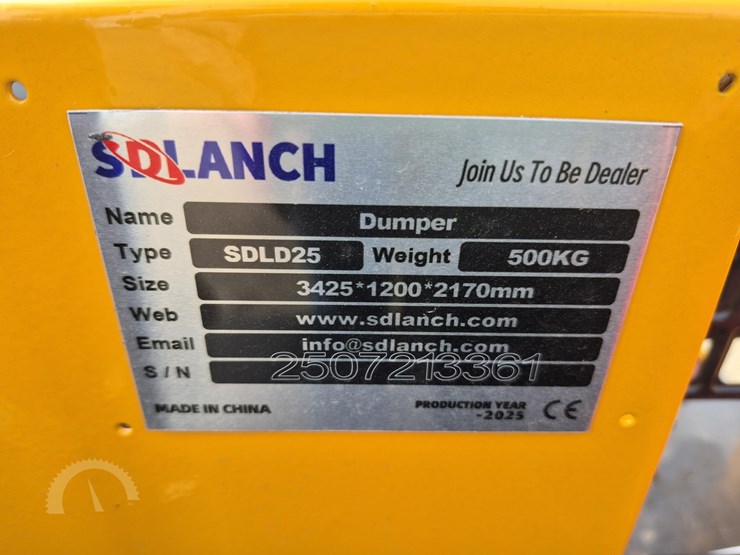 SDLANCH
Join Us To Be Dealer
Name Dumper
Type SDLD25 Weight 500KG
Size 3425*1200*2170mm
Web www.sdlanch.com
Email info@sdlanch.com
S/N 2507213361
MADE IN CHINA
PRODUCTION YEAR
-2025
CE